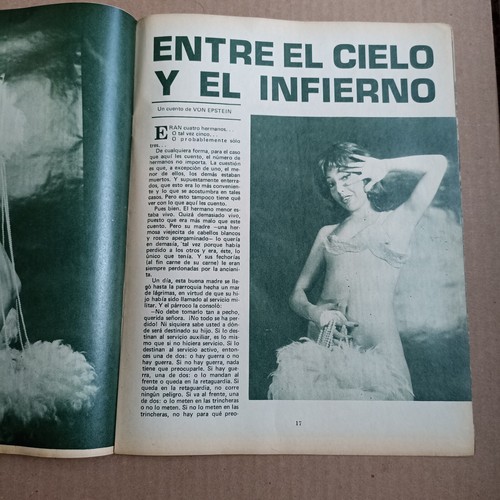 ENTRE EL CIELO
Y EL INFIERNO
Un cuento de VON EPSTEIN
ERAN cuatro hermanos. . .
O tal vez cinco. . .
O probablemente sólo
tres. . .
De cualquiera forma, para el caso
que aquí les cuento, el número de
hermanos no importa. La cuestión
es que, a excepción de uno, el me-
nor de ellos, los demás estaban
muertos. Y supuestamente enterra-
dos, que esto era lo más convenien-
te y lo que se acostumbra en tales
casos. Pero esto tampoco tiene qué
ver con lo que aquí les cuento.
Pues bien. El hermano menor es-
taba vivo. Quizá demasiado vivo,
puesto que era más malo que este
cuento. Pero su madre —una her-
mosa viejecita de cabellos blancos
y rostro apergaminado— lo quería
en demasía, tal vez porque había
perdido a los otros y era, éste, lo
único que tenía. Y sus fechorías
(al fin carne de su carne) le eran
siempre perdonadas por la anciani-
ta.
Un día, esta buena madre se lle-
gó hasta la parroquia hecha un mar
de lágrimas, en virtud de que su hi-
jo había sido llamado al servicio mi-
litar. Y el párroco la consoló:
—No debe tomarlo tan a pecho,
querida señora. ¡No todo se ha per-
dido! Ni siquiera sabe usted a dón-
de será destinado su hijo. Si lo des-
tinan al servicio auxiliar, es lo mis-
mo que si no hiciera servicio. Si lo
destinan al servicio activo, enton-
ces una de dos: o hay guerra o no
hay guerra. Si no hay guerra, nada
tiene que preocuparle. Si hay gue-
rra, una de dos: o lo mandan al
frente o queda en la retaguardia. Si
queda en la retaguardia, no corre
ningún peligro. Si va al frente, una
de dos: o lo meten en las trincheras
o no lo meten. Si no lo meten en las
trincheras, no hay para qué preo-
17